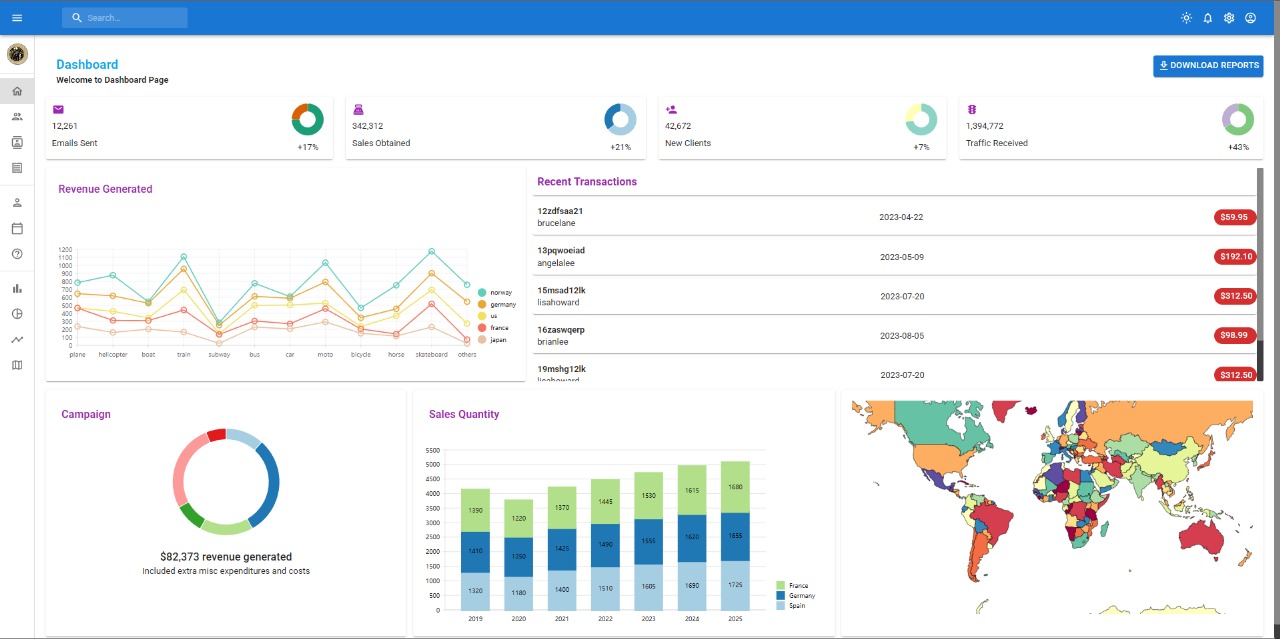 Search...
Dashboard
Welcome to Dashboard Page
DOWNLOAD REPORTS
12,261
Emails Sent
+17%
342,312
Sales Obtained
+21%
42,672
New Clients
+7%
1,394,772
Traffic Received
+43%
Revenue Generated
1200
1100
1000
900
800
700
600
500
400
300
200
100
0
plane helicopter boat train subway bus car moto bicycle horse skateboard others
norway
germany
us
france
japan
Recent Transactions
12zdfsaa21
brucelane
2023-04-22
$59.95
13pqwoeiad
angelalee
2023-05-09
$192.10
15msad12lk
lisahoward
2023-07-20
$312.50
16zaswqerp
brianlee
2023-08-05
$98.99
19mshg12lk
lisahoward
2023-07-20
$312.50
Campaign
$82,373 revenue generated
Included extra misc expenditures and costs
Sales Quantity
5500
5000
4500
4000
3500
3000
2500
2000
1500
1000
500
0
1390 1220 1370 1445 1530 1615 1680
1410 1350 1425 1490 1555 1620 1655
1320 1180 1400 1510 1605 1690 1725
2019 2020 2021 2022 2023 2024 2025
France
Germany
Spain